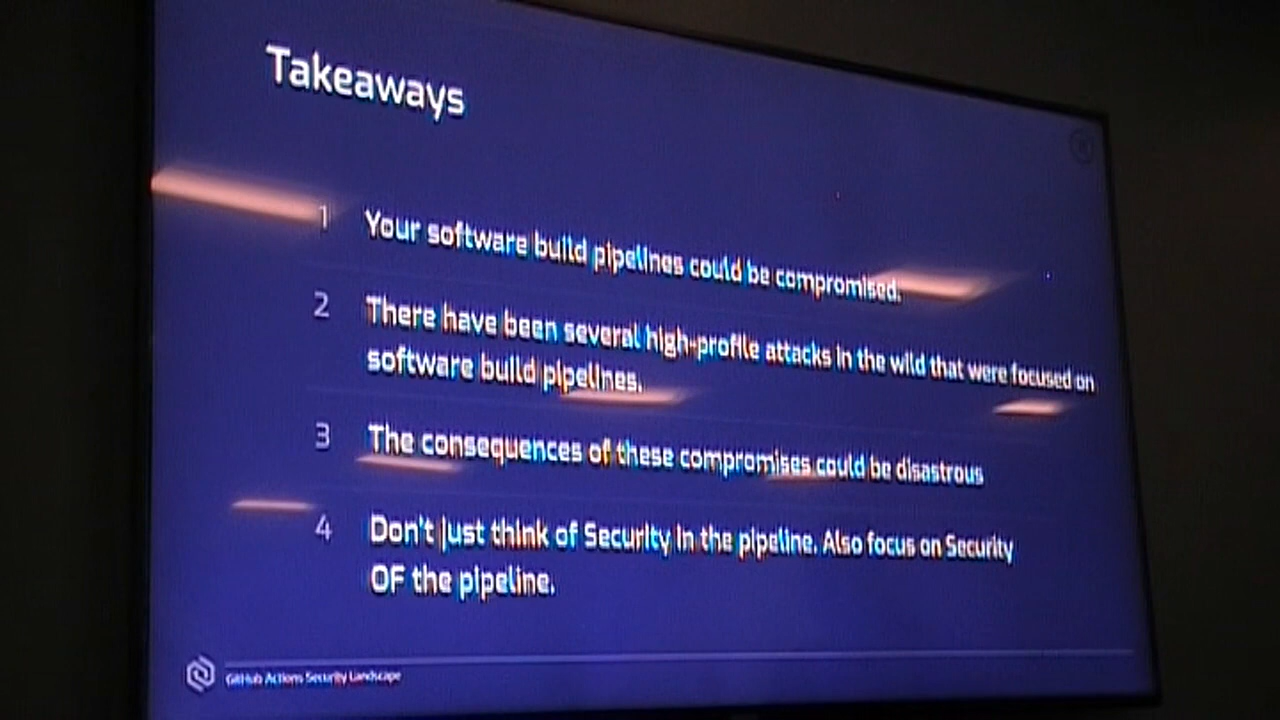 Takeaways
1 Your software build pipelines could be compromised.
2 There have been several high-profile attacks in the wild that were focused on
software build pipelines.
3 The consequences of these compromises could be disastrous
4 Don't just think of Security in the pipeline. Also focus on Security
OF the pipeline.
GitHub Actions Security Landscape